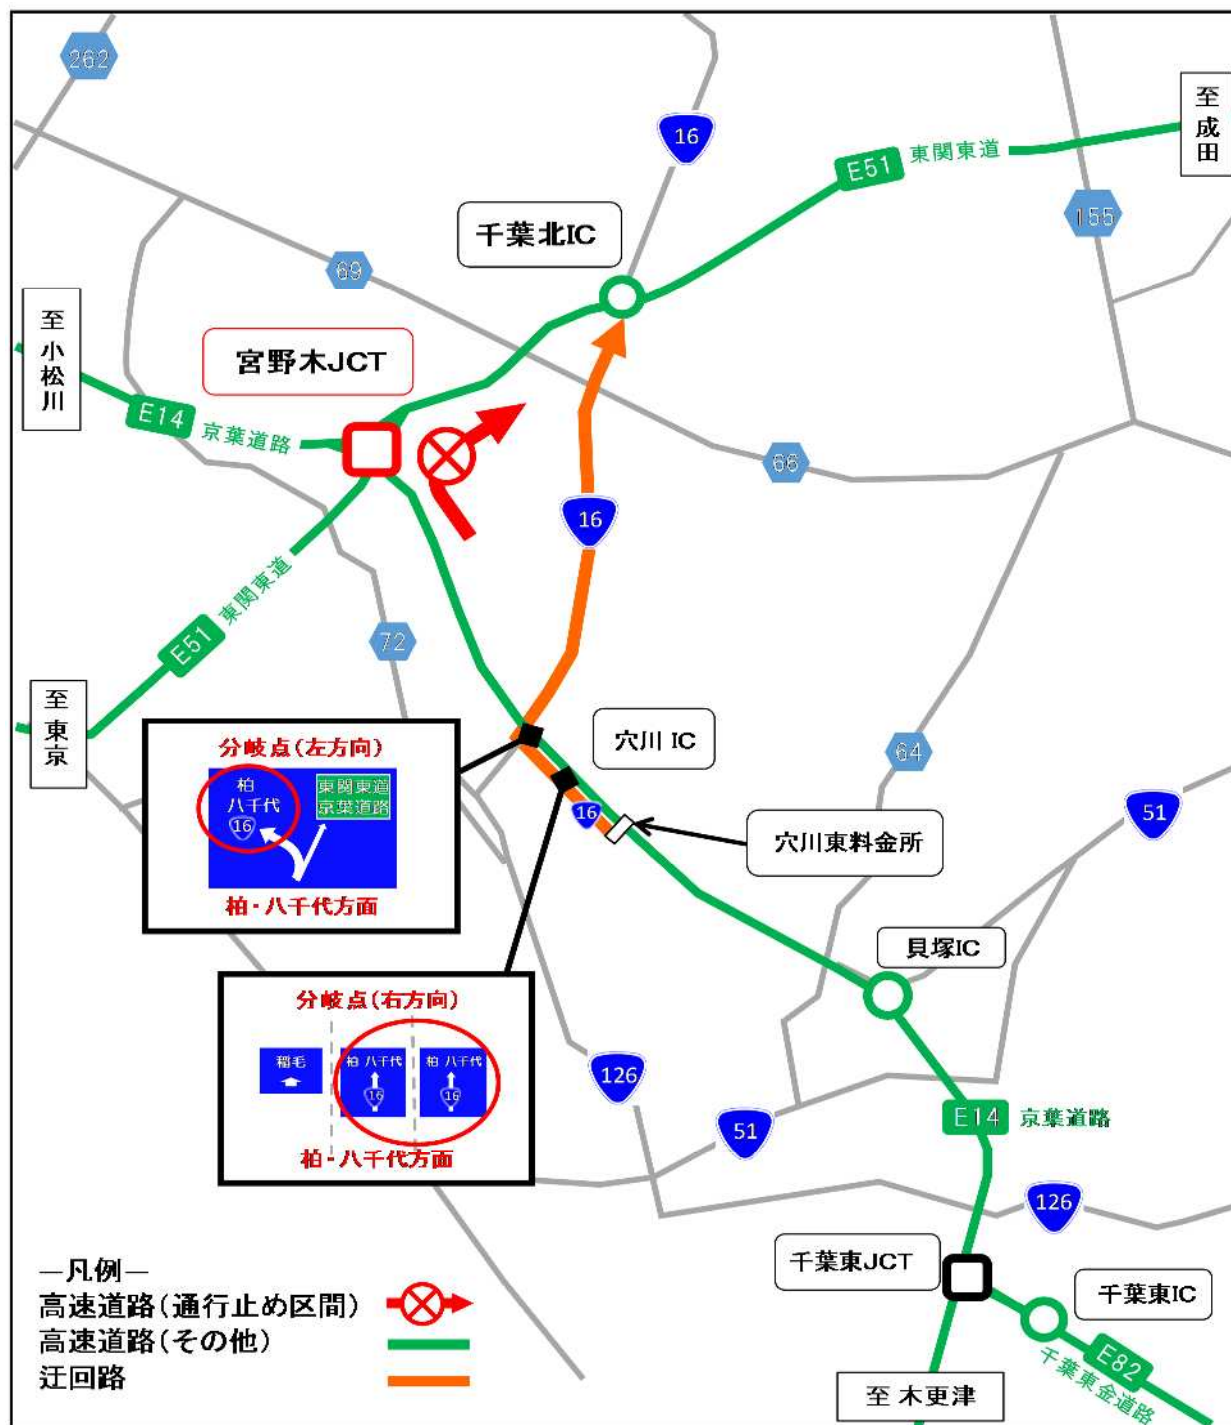 262
16
至成田
E51
東関東道
155
千葉北IC
69
至小松川
宮野木JCT
E14
京葉道路
66
16
東関東道
E51
72
至東京
穴川 IC
64
分岐点(左方向)
柏
八千代
16
東関東道
京葉道路
柏・八千代方面
16
51
穴川東料金所
貝塚IC
分岐点(右方向)
稲毛
柏 八千代
16
柏 八千代
16
柏・八千代方面
126
51
E14
京葉道路
126
千葉東JCT
千葉東IC
E82
千葉東金道路
至 木更津
―凡例―
高速道路(通行止め区間)
高速道路(その他)
迂回路